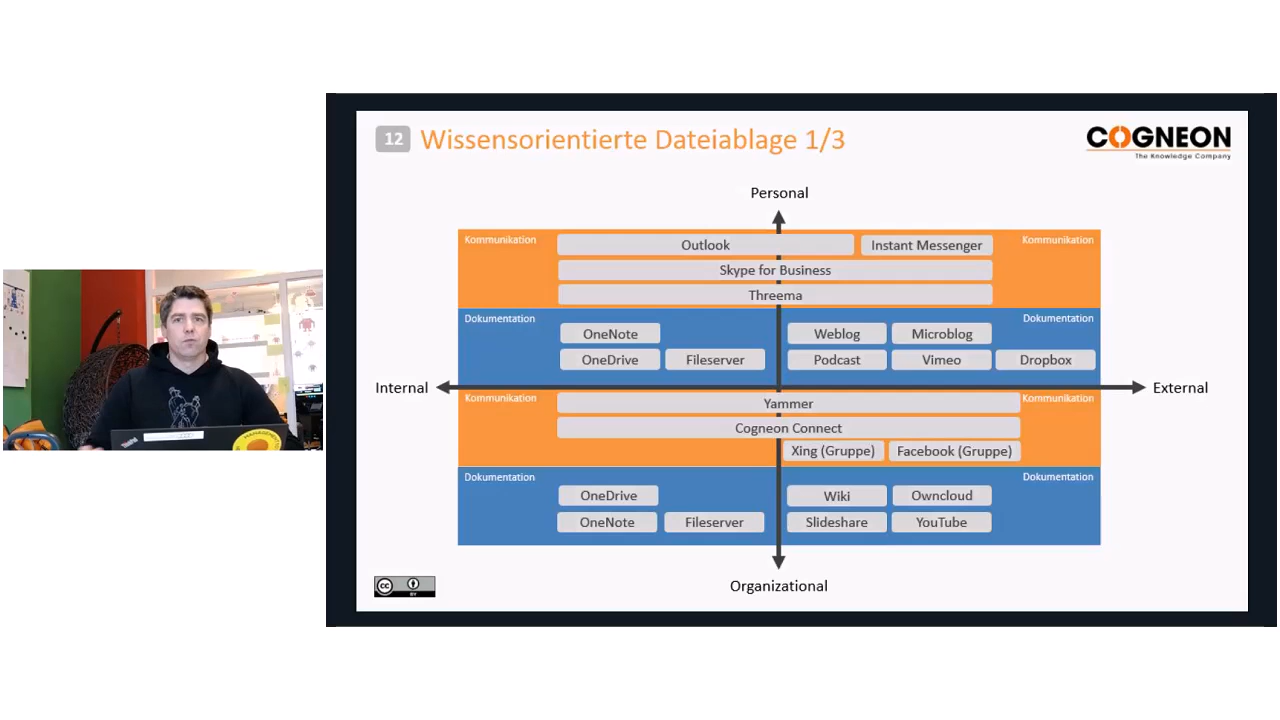 12 Wissensorientierte Dateiablage 1/3
COGNEON
The Knowledge Company
Personal
Kommunikation Outlook Instant Messenger Kommunikation
Skype for Business
Threema
Dokumentation Dokumentation
OneNote Weblog Microblog
OneDrive Fileserver Podcast Vimeo Dropbox
Internal External
Kommunikation Yammer Kommunikation
Cogneon Connect
Xing (Gruppe) Facebook (Gruppe)
Dokumentation Dokumentation
OneDrive Wiki Owncloud
OneNote Fileserver Slideshare YouTube
Organizational
cc
BY